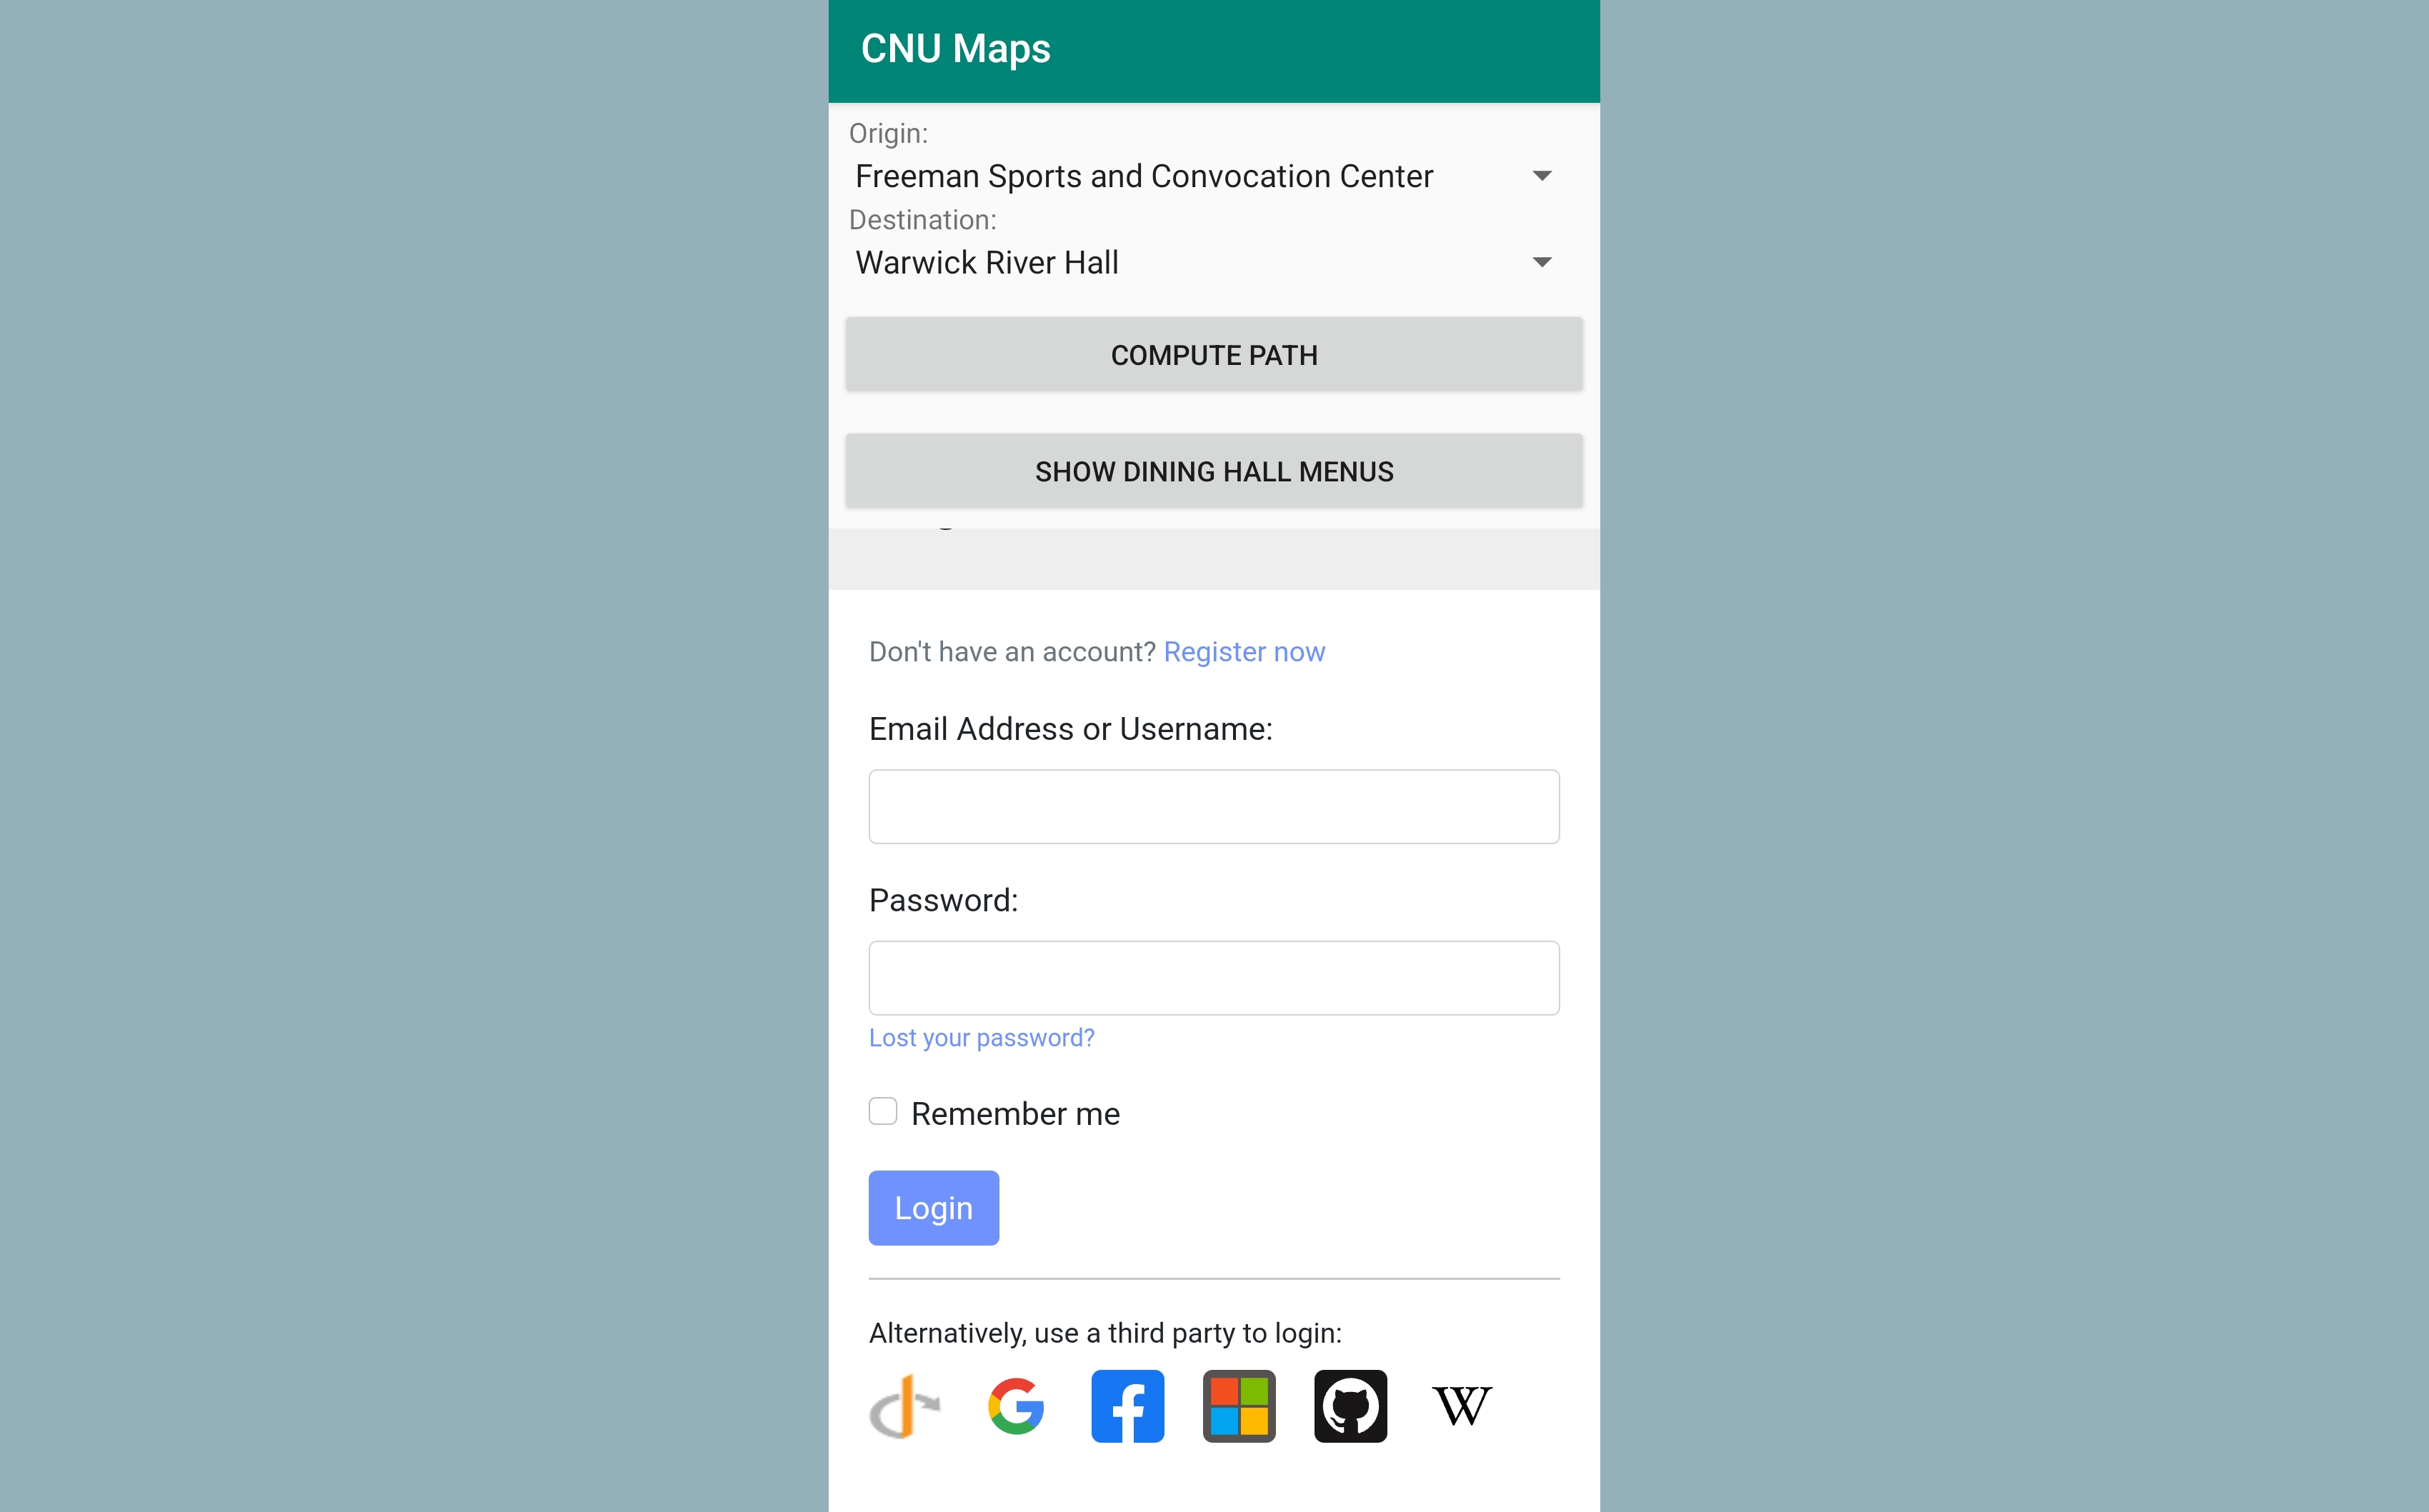 CNU Maps
Origin:
Freeman Sports and Convocation Center
Destination:
Warwick River Hall
COMPUTE PATH
SHOW DINING HALL MENUS
Don't have an account? Register now
Email Address or Username:
Password:
Lost your password?
Remember me
Login
Alternatively, use a third party to login: